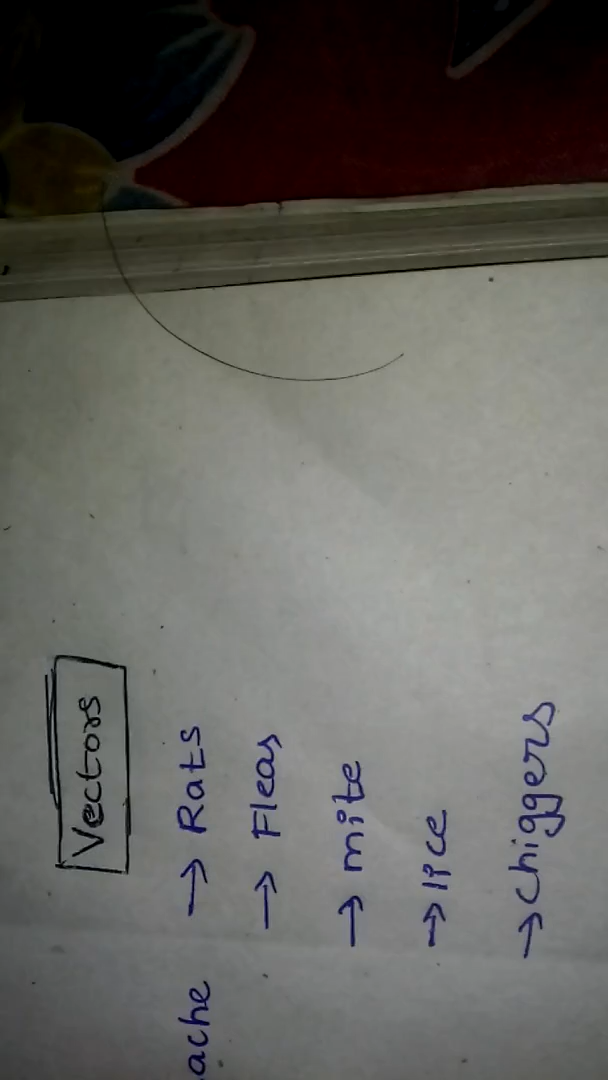 Vectors
ache → Rats
→ Fleas
→ mite
→ lice
→ chiggers